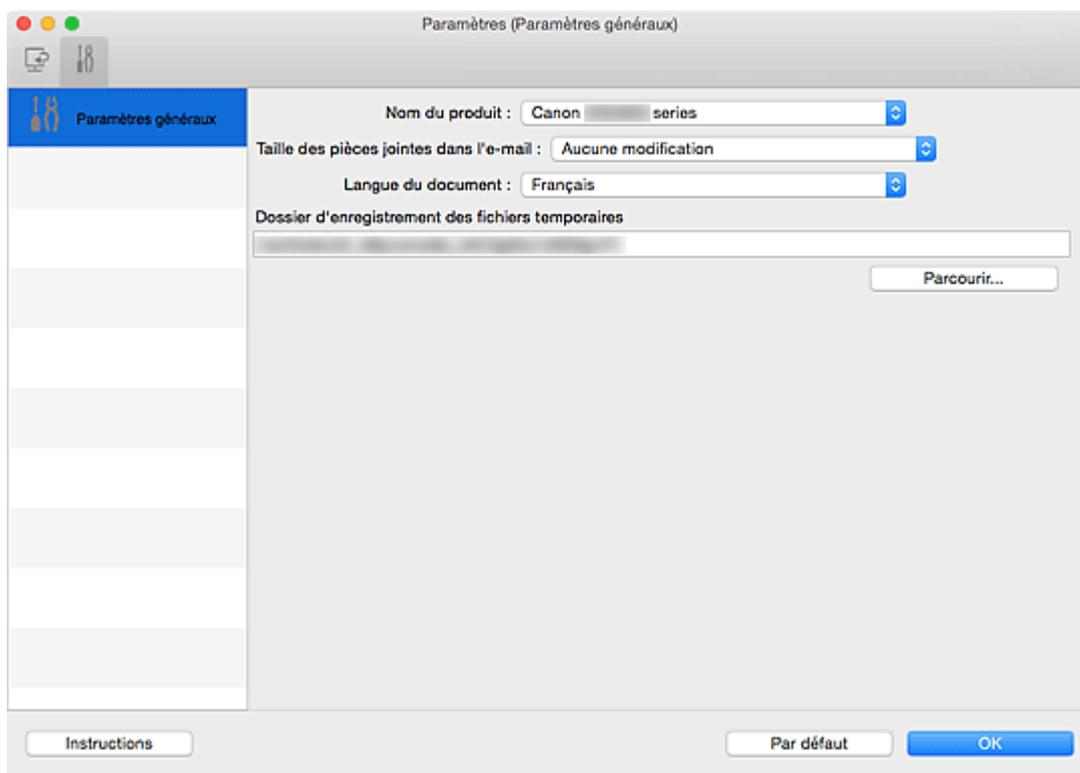 Paramètres (Paramètres généraux)
Paramètres généraux
Nom du produit : Canon series
Taille des pièces jointes dans l'e-mail : Aucune modification
Langue du document : Français
Dossier d'enregistrement des fichiers temporaires
Parcourir...
Instructions
Par défaut
OK